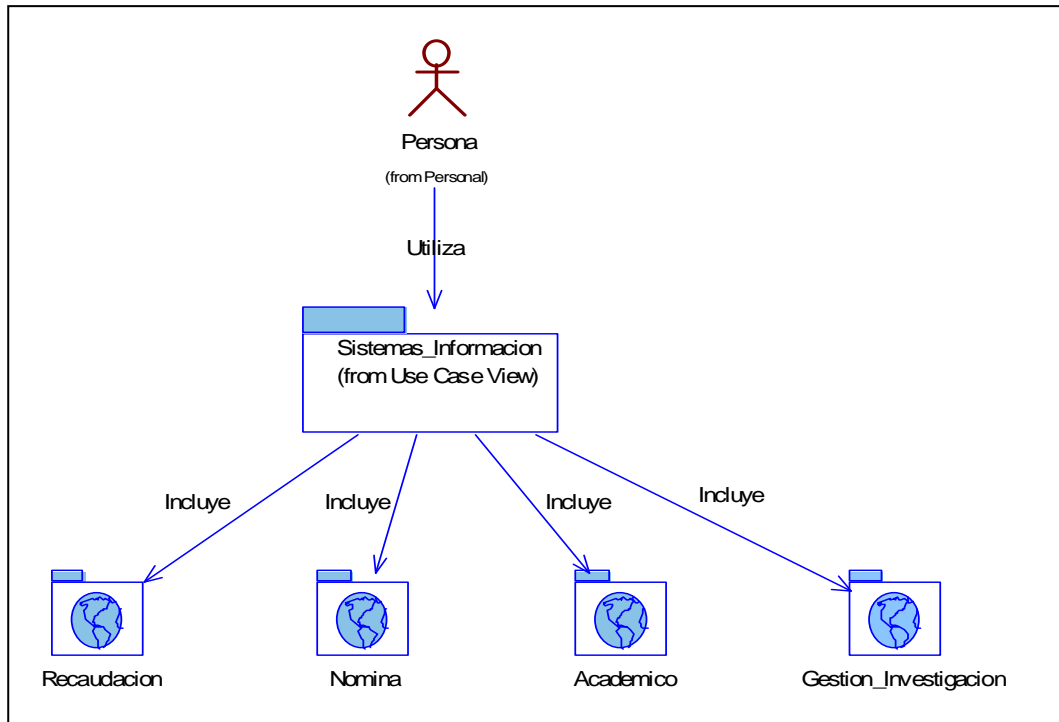 Persona
(from Personal)
Utiliza
Sistemas_Informacion
(from Use Case View)
Incluye
Incluye
Incluye
Incluye
Recaudacion
Nomina
Academico
Gestion_Investigacion